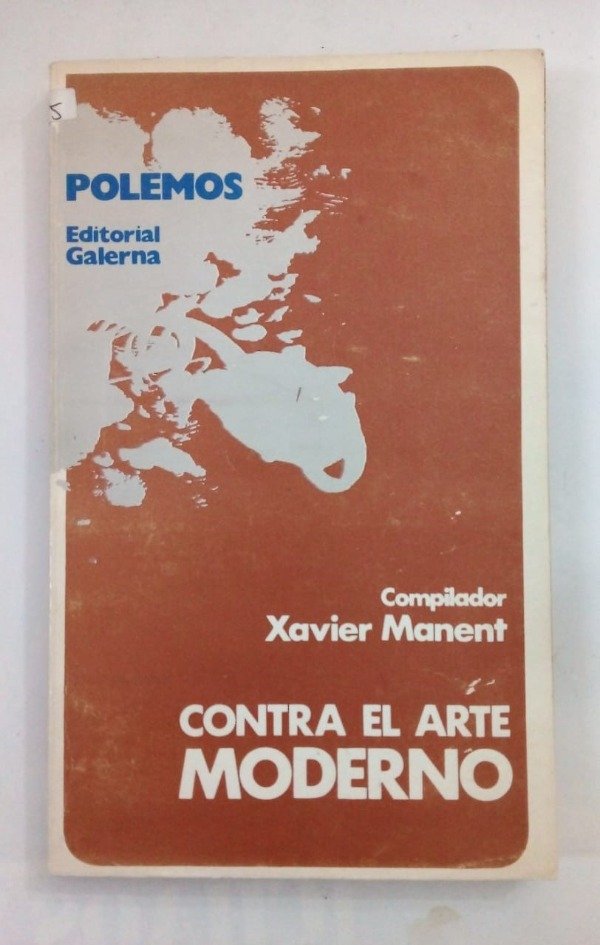 5
POLEMOS
Editorial
Galerna
Compilador
Xavier Manent
CONTRA EL ARTE
MODERNO